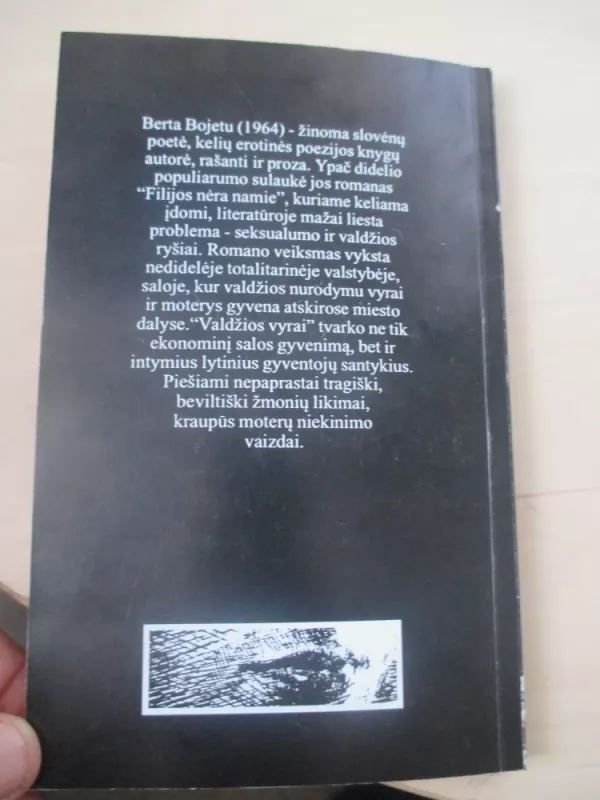 Berta Bojetu (1964) - žinoma slovėnų
poetė, kelių erotinės poezijos knygų
autorė, rašanti ir proza. Ypač didelio
populiarumo sulaukė jos romanas
“Filijos nėra namie”, kuriame keliama
įdomi, literatūroje mažai liesta
problema - seksualumo ir valdžios
ryšiai. Romano veiksmas vyksta
nedidelėje totalitarinėje valstybėje,
saloje, kur valdžios nurodymu vyrai
ir moterys gyvena atskirose miesto
dalyse.“Valdžios vyrai” tvarko ne tik
ekonominį salos gyvenimą, bet ir
intymius lytinius gyventojų santykius.
Piešiami nepaprastai tragiški,
beviltiški žmonių likimai,
kraupūs moterų niekinimo
vaizdai.